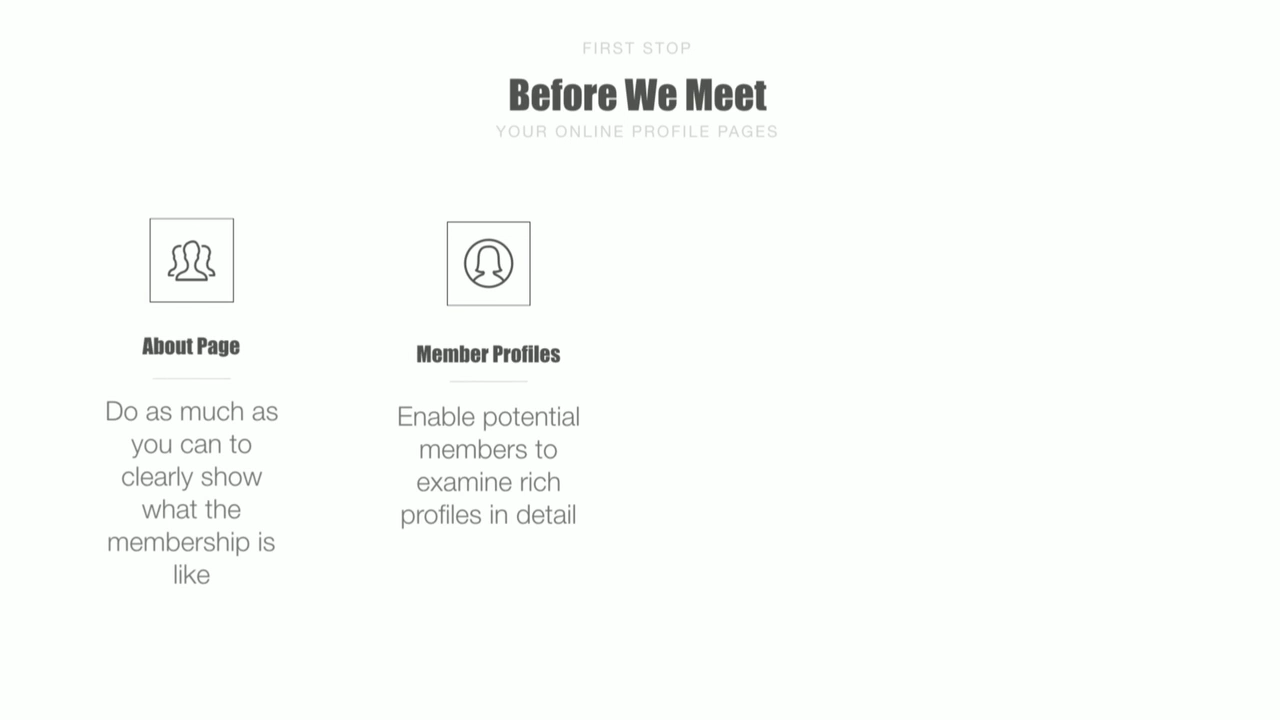 FIRST STOP
Before We Meet
YOUR ONLINE PROFILE PAGES
About Page
Do as much as
you can to
clearly show
what the
membership is
like
Member Profiles
Enable potential
members to
examine rich
profiles in detail